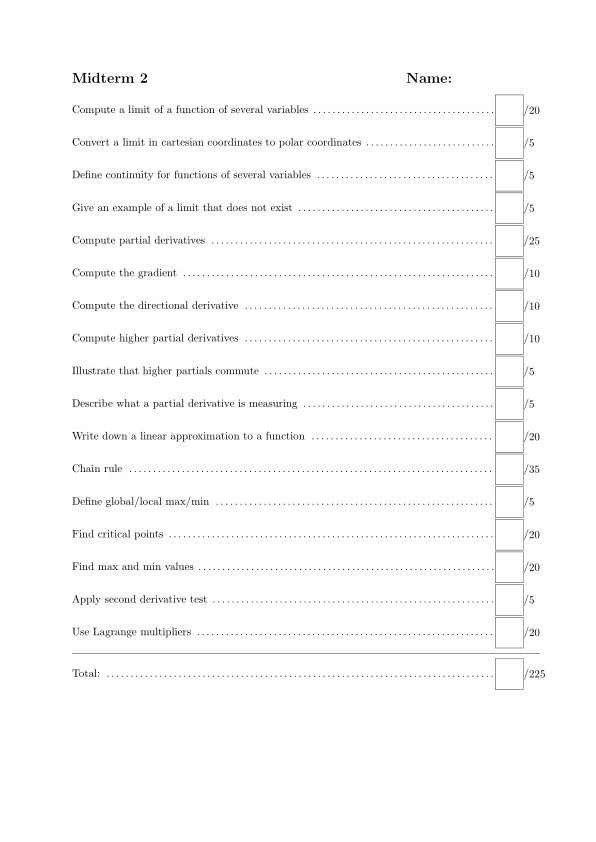 Midterm 2 Name:
Compute a limit of a function of several variables ..................................... /20
Convert a limit in cartesian coordinates to polar coordinates .......................... /5
Define continuity for functions of several variables .................................... /5
Give an example of a limit that does not exist ........................................ /5
Compute partial derivatives .......................................................... /25
Compute the gradient ................................................................ /10
Compute the directional derivative ................................................... /10
Compute higher partial derivatives ................................................... /10
Illustrate that higher partials commute ............................................... /5
Describe what a partial derivative is measuring ....................................... /5
Write down a linear approximation to a function ..................................... /20
Chain rule ........................................................................... /35
Define global/local max/min ......................................................... /5
Find critical points ................................................................... /20
Find max and min values ............................................................. /20
Apply second derivative test .......................................................... /5
Use Lagrange multipliers ............................................................. /20
Total: ................................................................................ /225